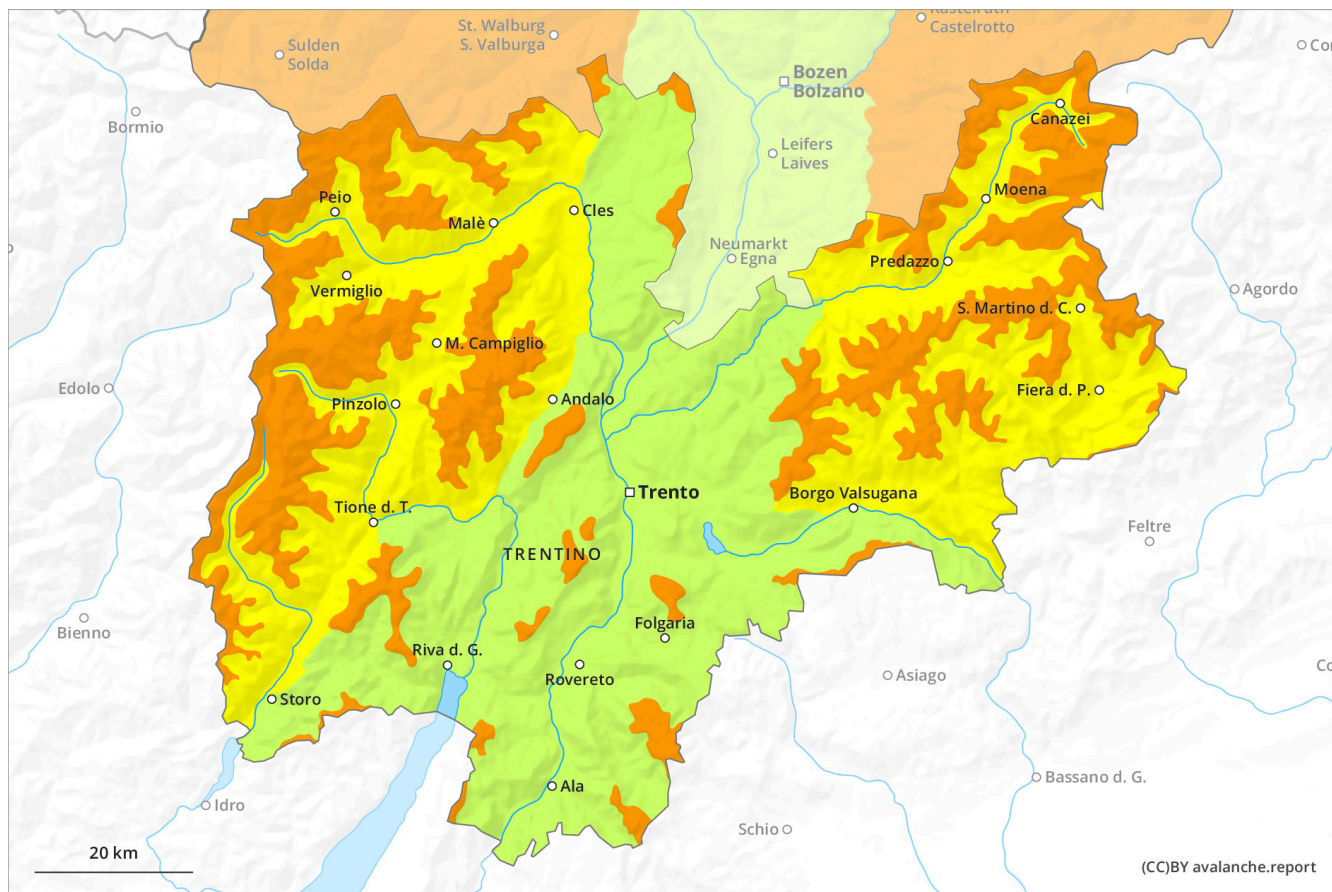 Kastelruth
Castelrotto
St. Walburg
S. Valburga
Sulden
Solda
Bozen
Bolzano
Canazei
Bormio
Leifers
Laives
Moena
Peio
Cles
Malè
Neumarkt
Egna
Predazzo
Vermiglio
Agordo
S. Martino d. C.
M. Campiglio
Edolo
Fiera d. P.
Pinzolo
Andalo
Trento
Borgo Valsugana
Tione d. T.
Feltre
TRENTINO
Bienno
Folgaria
Riva d. G.
Rovereto
Asiago
Storo
Bassano d. G.
Ala
Idro
Schio
20 km
(CC)BY avalanche.report